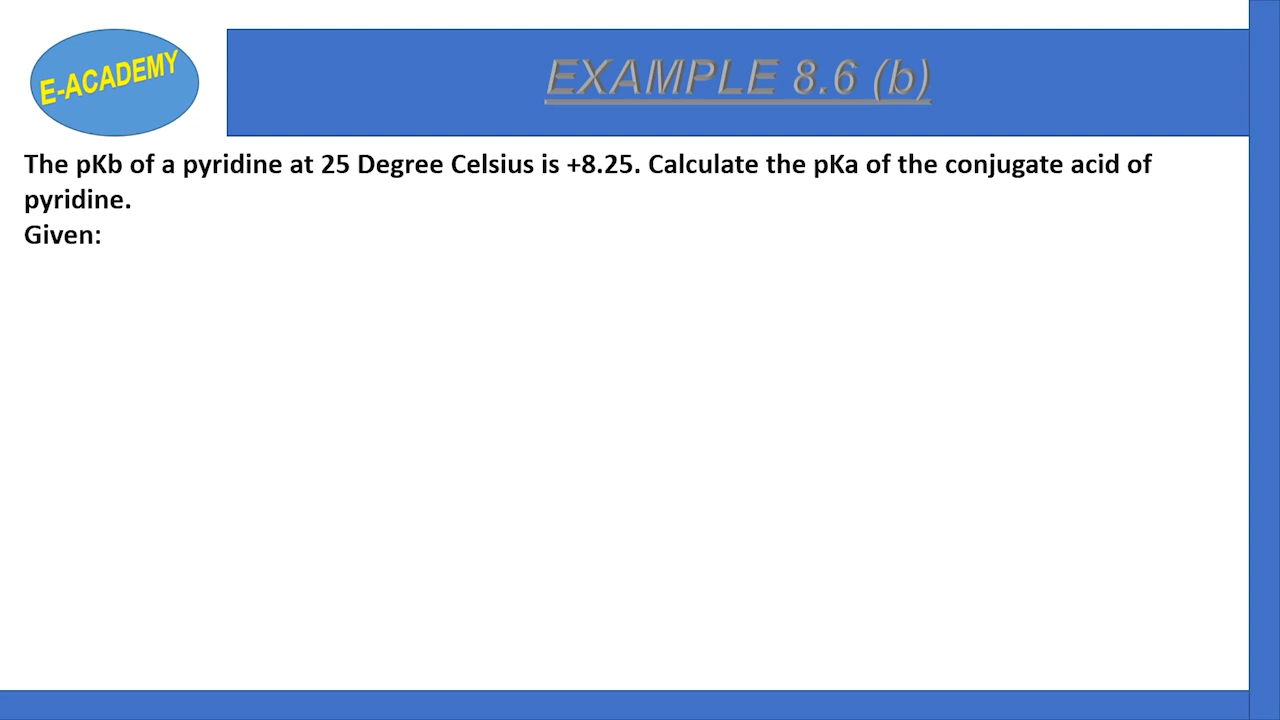 E-ACADEMY
EXAMPLE 8.6 (b)
The pKb of a pyridine at 25 Degree Celsius is +8.25. Calculate the pKa of the conjugate acid of
pyridine.
Given: